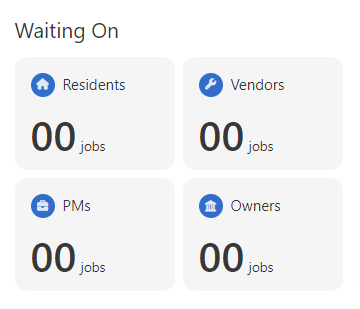 Waiting On
Residents
00 jobs
Vendors
00 jobs
PMs
00 jobs
Owners
00 jobs